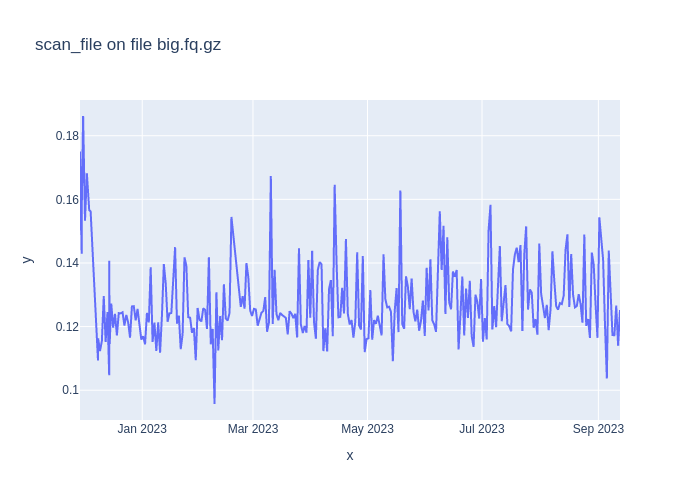 scan_file on file big.fq.gz
0.18
0.16
0.14
0.12
0.1
y
Jan 2023
Mar 2023
May 2023
Jul 2023
Sep 2023
x